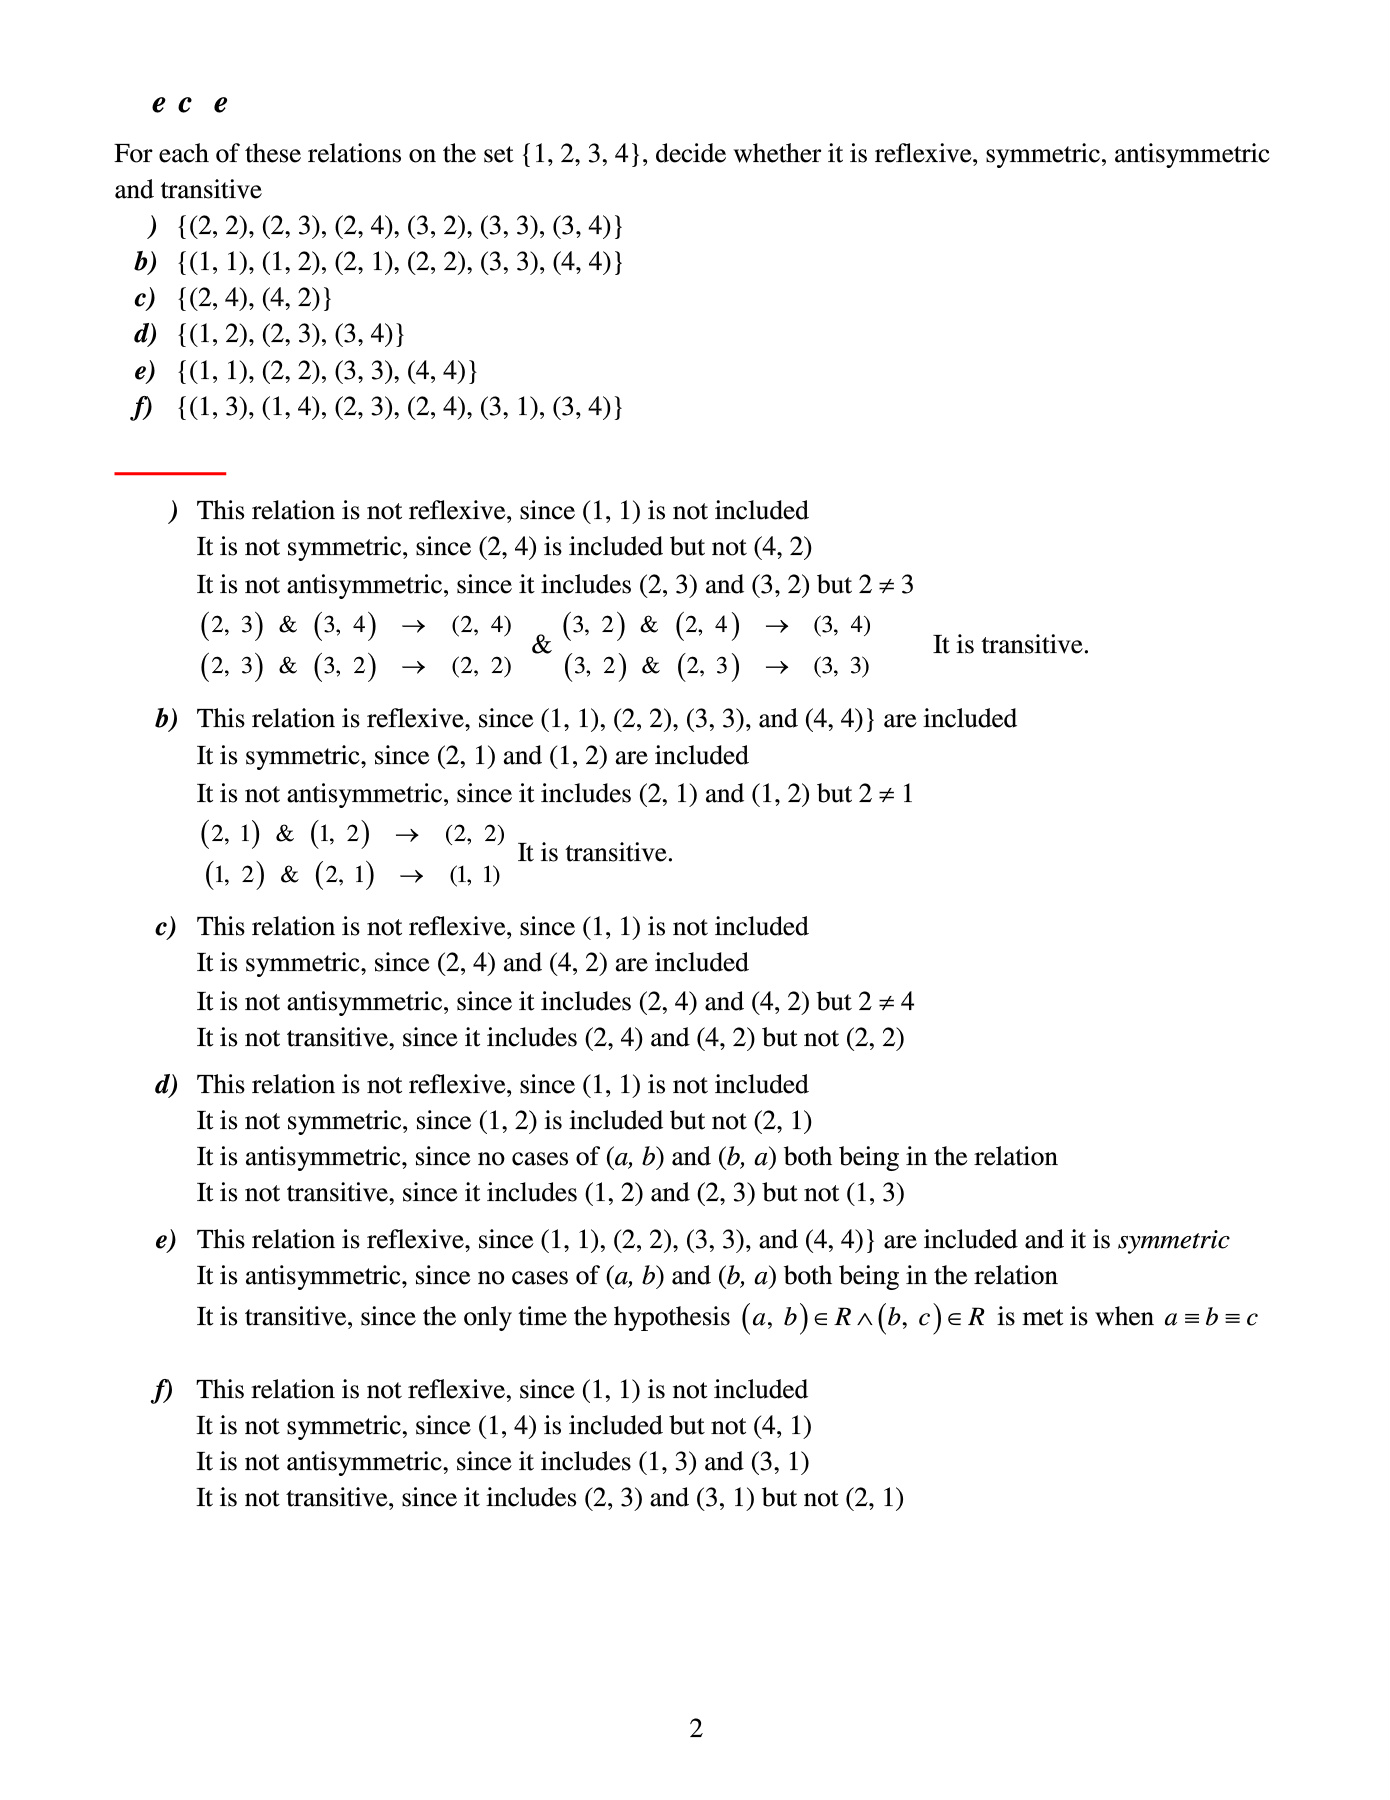 e c e
For each of these relations on the set {1, 2, 3, 4}, decide whether it is reflexive, symmetric, antisymmetric
and transitive
) {(2, 2), (2, 3), (2, 4), (3, 2), (3, 3), (3, 4)}
b) {(1, 1), (1, 2), (2, 1), (2, 2), (3, 3), (4, 4)}
c) {(2, 4), (4, 2)}
d) {(1, 2), (2, 3), (3, 4)}
e) {(1, 1), (2, 2), (3, 3), (4, 4)}
f) {(1, 3), (1, 4), (2, 3), (2, 4), (3, 1), (3, 4)}
) This relation is not reflexive, since (1, 1) is not included
It is not symmetric, since (2, 4) is included but not (4, 2)
It is not antisymmetric, since it includes (2, 3) and (3, 2) but 2 ≠ 3
(2, 3) & (3, 4) → (2, 4) & (3, 2) & (2, 4) → (3, 4) It is transitive.
(2, 3) & (3, 2) → (2, 2) (3, 2) & (2, 3) → (3, 3)
b) This relation is reflexive, since (1, 1), (2, 2), (3, 3), and (4, 4)} are included
It is symmetric, since (2, 1) and (1, 2) are included
It is not antisymmetric, since it includes (2, 1) and (1, 2) but 2 ≠ 1
(2, 1) & (1, 2) → (2, 2) It is transitive.
(1, 2) & (2, 1) → (1, 1)
c) This relation is not reflexive, since (1, 1) is not included
It is symmetric, since (2, 4) and (4, 2) are included
It is not antisymmetric, since it includes (2, 4) and (4, 2) but 2 ≠ 4
It is not transitive, since it includes (2, 4) and (4, 2) but not (2, 2)
d) This relation is not reflexive, since (1, 1) is not included
It is not symmetric, since (1, 2) is included but not (2, 1)
It is antisymmetric, since no cases of (a, b) and (b, a) both being in the relation
It is not transitive, since it includes (1, 2) and (2, 3) but not (1, 3)
e) This relation is reflexive, since (1, 1), (2, 2), (3, 3), and (4, 4)} are included and it is symmetric
It is antisymmetric, since no cases of (a, b) and (b, a) both being in the relation
It is transitive, since the only time the hypothesis (a, b) ∈ R ∧ (b, c) ∈ R is met is when a ≡ b ≡ c
f) This relation is not reflexive, since (1, 1) is not included
It is not symmetric, since (1, 4) is included but not (4, 1)
It is not antisymmetric, since it includes (1, 3) and (3, 1)
It is not transitive, since it includes (2, 3) and (3, 1) but not (2, 1)
2